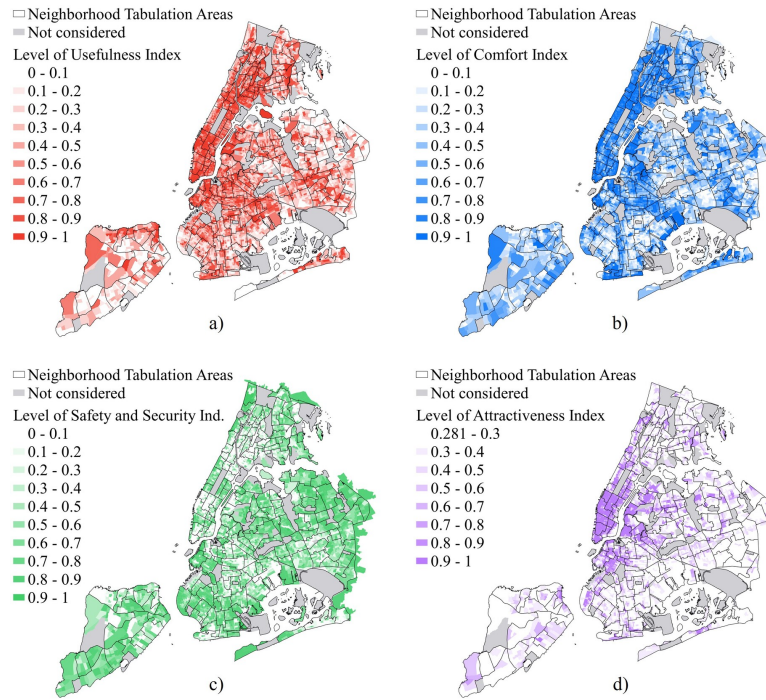 Neighborhood Tabulation Areas
Not considered
Level of Usefulness Index
0 - 0.1
0.1 - 0.2
0.2 - 0.3
0.3 - 0.4
0.4 - 0.5
0.5 - 0.6
0.6 - 0.7
0.7 - 0.8
0.8 - 0.9
0.9 - 1
a)
Neighborhood Tabulation Areas
Not considered
Level of Comfort Index
0 - 0.1
0.1 - 0.2
0.2 - 0.3
0.3 - 0.4
0.4 - 0.5
0.5 - 0.6
0.6 - 0.7
0.7 - 0.8
0.8 - 0.9
0.9 - 1
b)
Neighborhood Tabulation Areas
Not considered
Level of Safety and Security Ind.
0 - 0.1
0.1 - 0.2
0.2 - 0.3
0.3 - 0.4
0.4 - 0.5
0.5 - 0.6
0.6 - 0.7
0.7 - 0.8
0.8 - 0.9
0.9 - 1
c)
Neighborhood Tabulation Areas
Not considered
Level of Attractiveness Index
0.281 - 0.3
0.3 - 0.4
0.4 - 0.5
0.5 - 0.6
0.6 - 0.7
0.7 - 0.8
0.8 - 0.9
0.9 - 1
d)